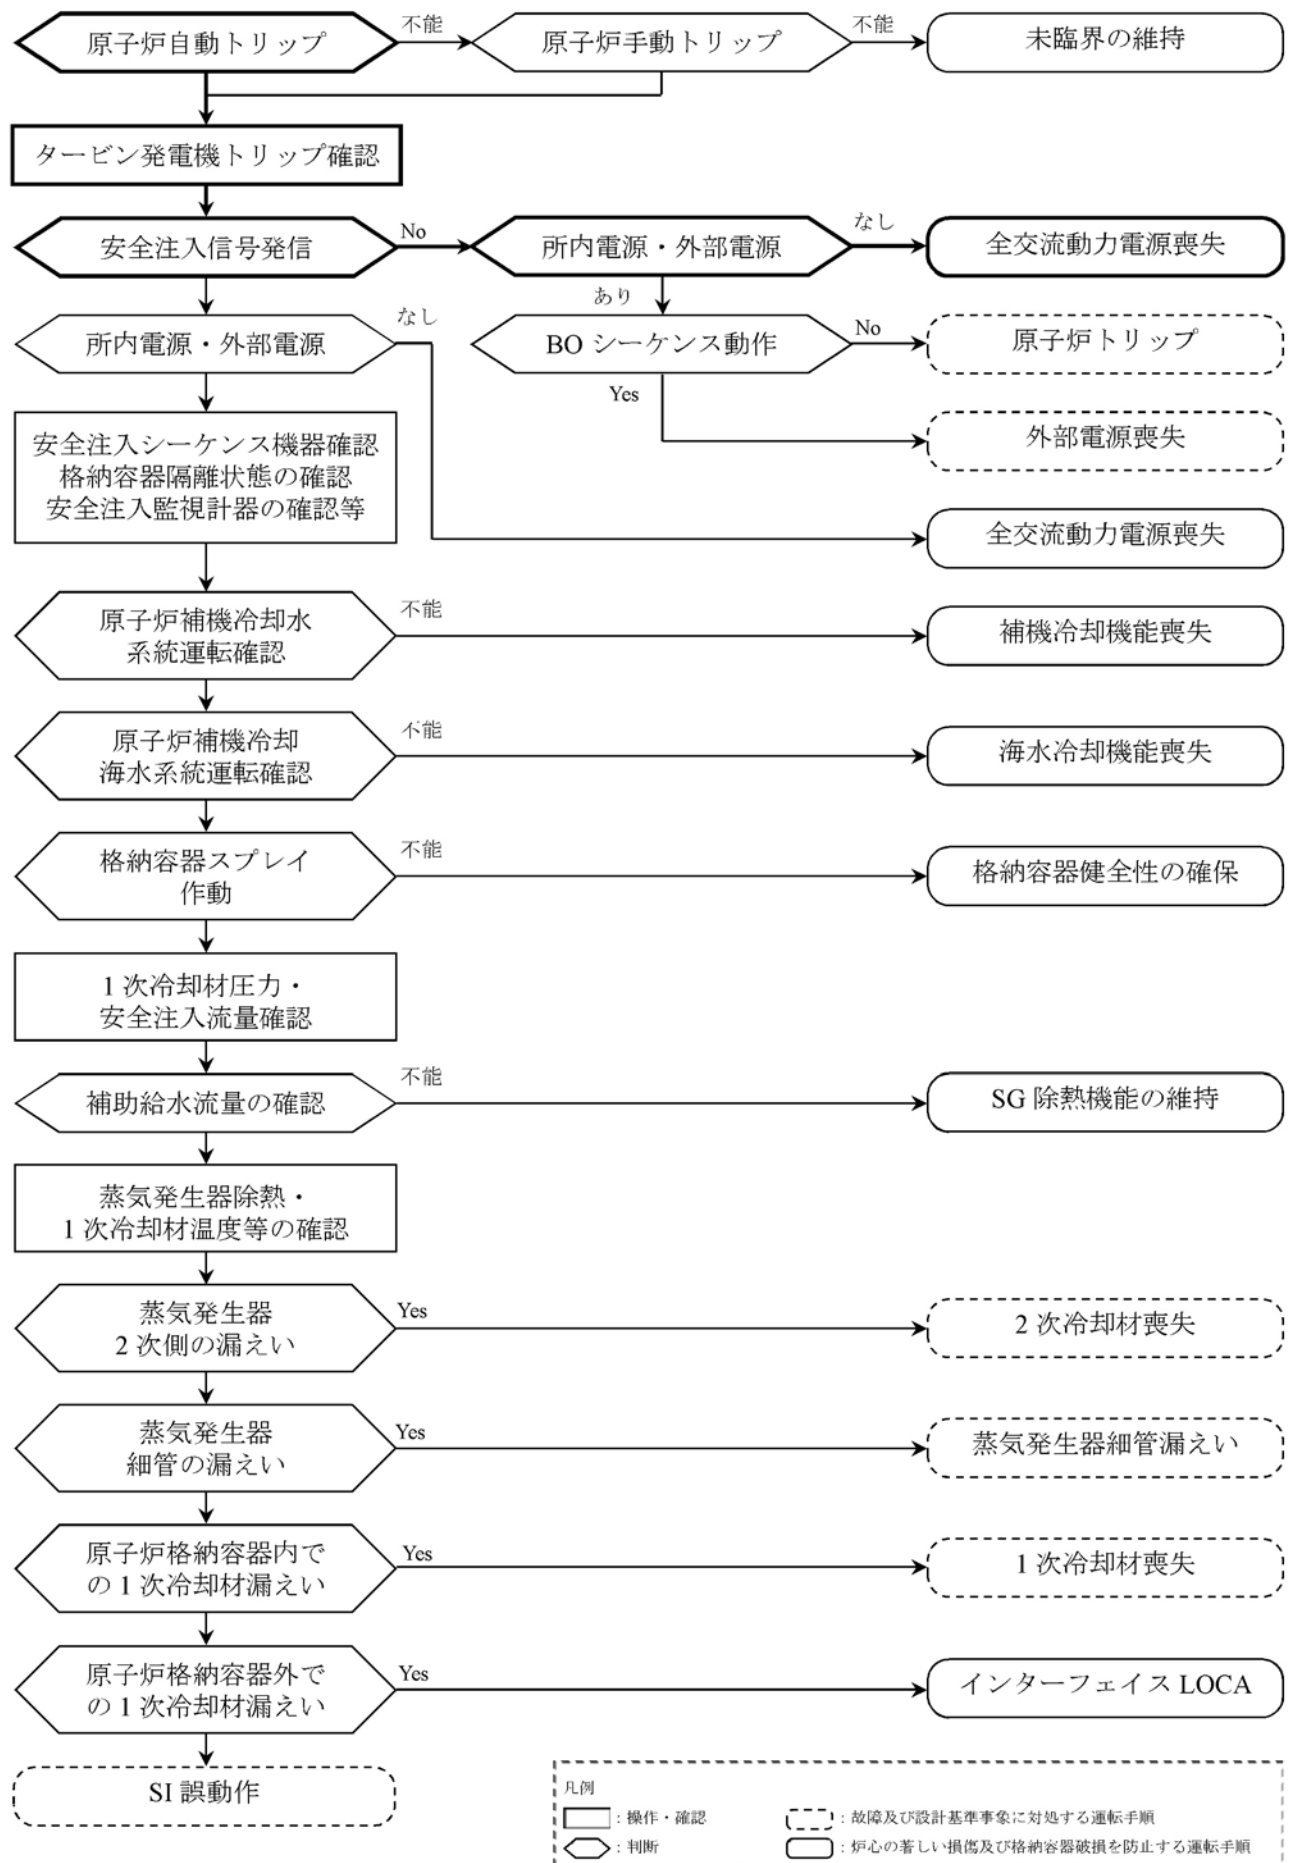 原子炉自動トリップ
不能
原子炉手動トリップ
不能
未臨界の維持
タービン発電機トリップ確認
安全注入信号発信
No
所内電源・外部電源
なし
全交流動力電源喪失
あり
所内電源・外部電源
なし
BO シーケンス動作
No
原子炉トリップ
Yes
外部電源喪失
安全注入シーケンス機器確認
格納容器隔離状態の確認
安全注入監視計器の確認等
全交流動力電源喪失
原子炉補機冷却水
系統運転確認
不能
補機冷却機能喪失
原子炉補機冷却
海水系統運転確認
不能
海水冷却機能喪失
格納容器スプレイ
作動
不能
格納容器健全性の確保
1 次冷却材圧力・
安全注入流量確認
補助給水流量の確認
不能
SG 除熱機能の維持
蒸気発生器除熱・
1 次冷却材温度等の確認
蒸気発生器
2 次側の漏えい
Yes
2 次冷却材喪失
蒸気発生器
細管の漏えい
Yes
蒸気発生器細管漏えい
原子炉格納容器内で
の 1 次冷却材漏えい
Yes
1 次冷却材喪失
原子炉格納容器外で
の 1 次冷却材漏えい
Yes
インターフェイス LOCA
SI 誤動作
凡例
：操作・確認
：故障及び設計基準事象に対処する運転手順
：判断
：炉心の著しい損傷及び格納容器破損を防止する運転手順